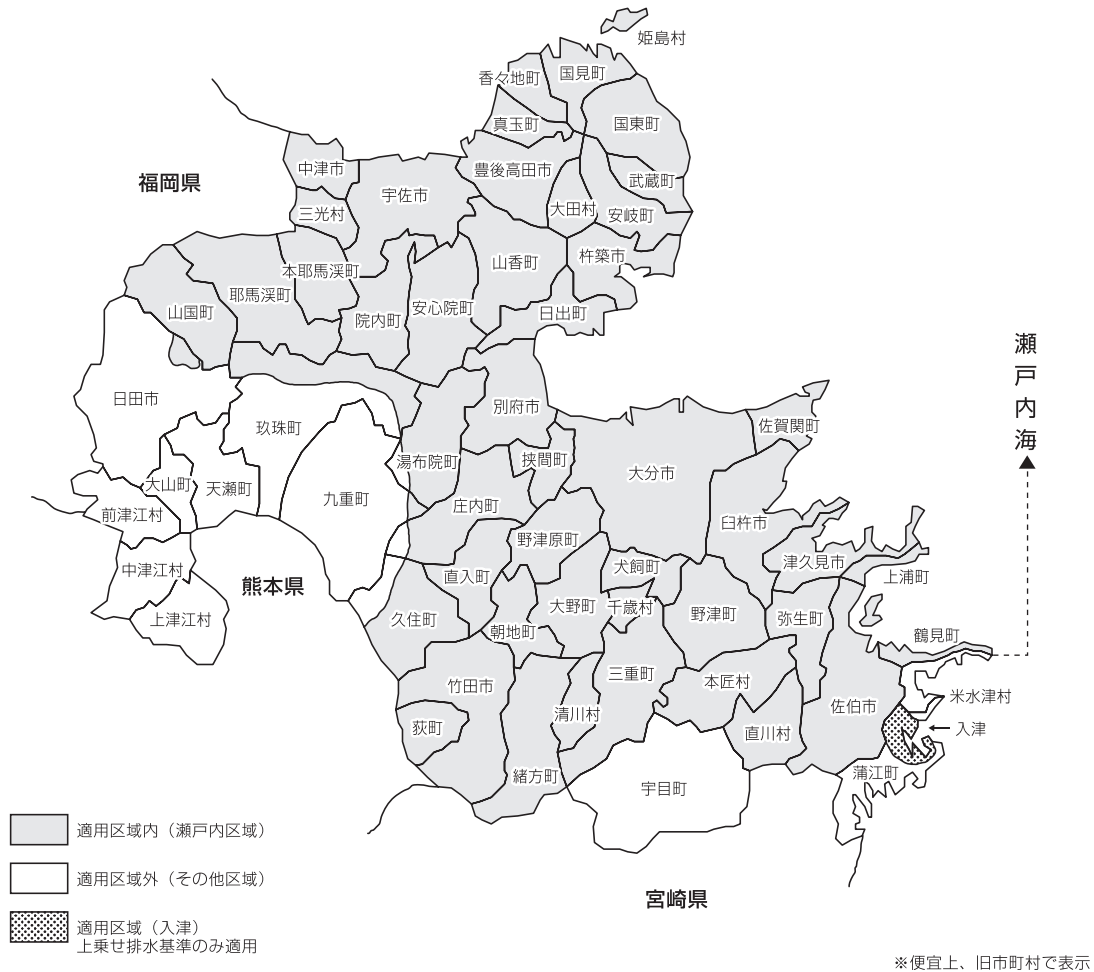 姫島村
香々地町
国見町
真玉町
国東町
中津市
豊後高田市
武蔵町
福岡県
宇佐市
三光村
大田村
安岐町
本耶馬渓町
山香町
杵築市
耶馬渓町
山国町
院内町
安心院町
日出町
瀬戸内海
日田市
別府市
玖珠町
佐賀関町
湯布院町
挾間町
大分市
大山町
天瀬町
九重町
庄内町
前津江村
臼杵市
野津原町
中津江村
熊本県
直入町
犬飼町
津久見市
上浦町
上津江村
久住町
朝地町
大野町
千歳村
野津町
弥生町
鶴見町
竹田市
三重町
本匠村
米水津村
荻町
清川村
直川村
佐伯市
入津
緒方町
宇目町
蒲江町
適用区域内（瀬戸内区域）
適用区域外（その他区域）
宮崎県
適用区域（入津）
上乗せ排水基準のみ適用
※便宜上、旧市町村で表示